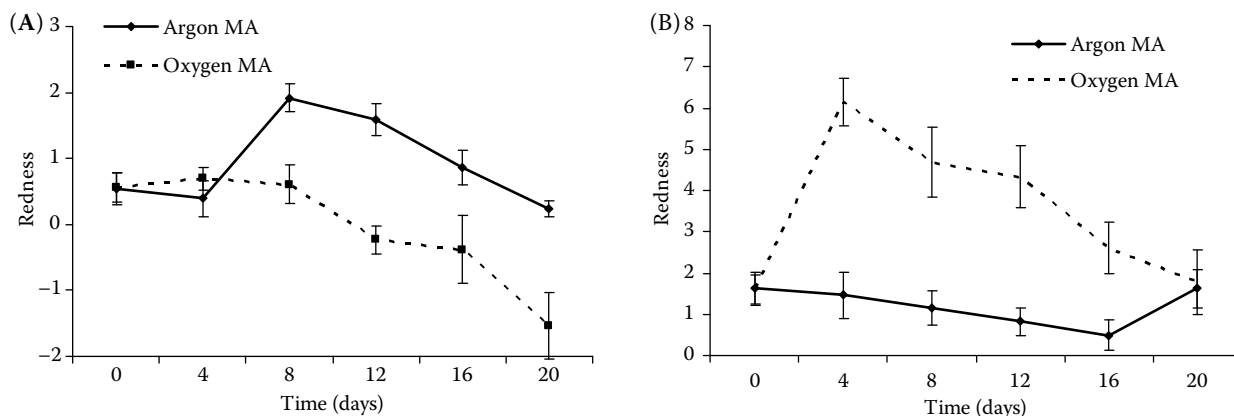 (A)
3
2
1
0
−1
−2
Redness
Argon MA
Oxygen MA
0 4 8 12 16 20
Time (days)
(B)
8
7
6
5
4
3
2
1
0
Redness
Argon MA
Oxygen MA
0 4 8 12 16 20
Time (days)